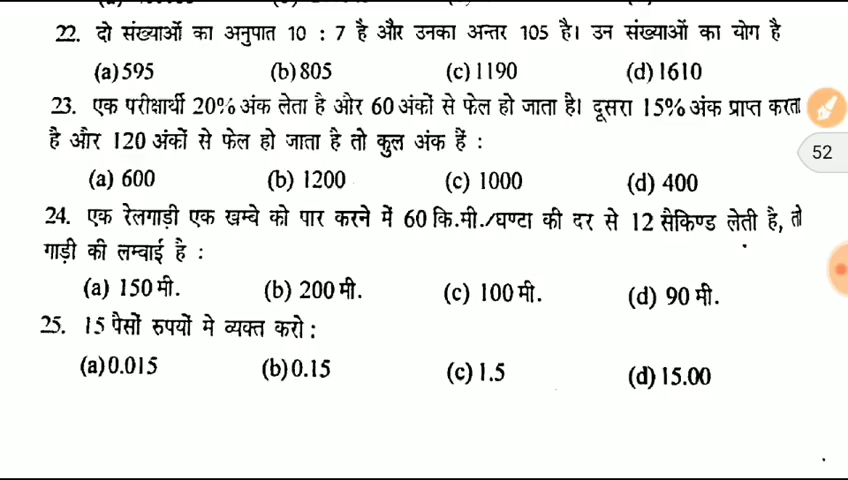 22. दो संख्याओं का अनुपात 10 : 7 है और उनका अन्तर 105 है। उन संख्याओं का योग है
(a) 595 (b) 805 (c) 1190 (d) 1610
23. एक परीक्षार्थी 20% अंक लेता है और 60 अंकों से फेल हो जाता है। दूसरा 15% अंक प्राप्त करता
है और 120 अंकों से फेल हो जाता है तो कुल अंक हैं :
52
(a) 600 (b) 1200 (c) 1000 (d) 400
24. एक रेलगाड़ी एक खम्वे को पार करने में 60 कि.मी./घण्टा की दर से 12 सैकिण्ड लेती है, तो
गाड़ी की लम्वाई है :
(a) 150 मी. (b) 200 मी. (c) 100 मी. (d) 90 मी.
25. 15 पैसों रुपयों मे व्यक्त करो :
(a) 0.015 (b) 0.15 (c) 1.5 (d) 15.00